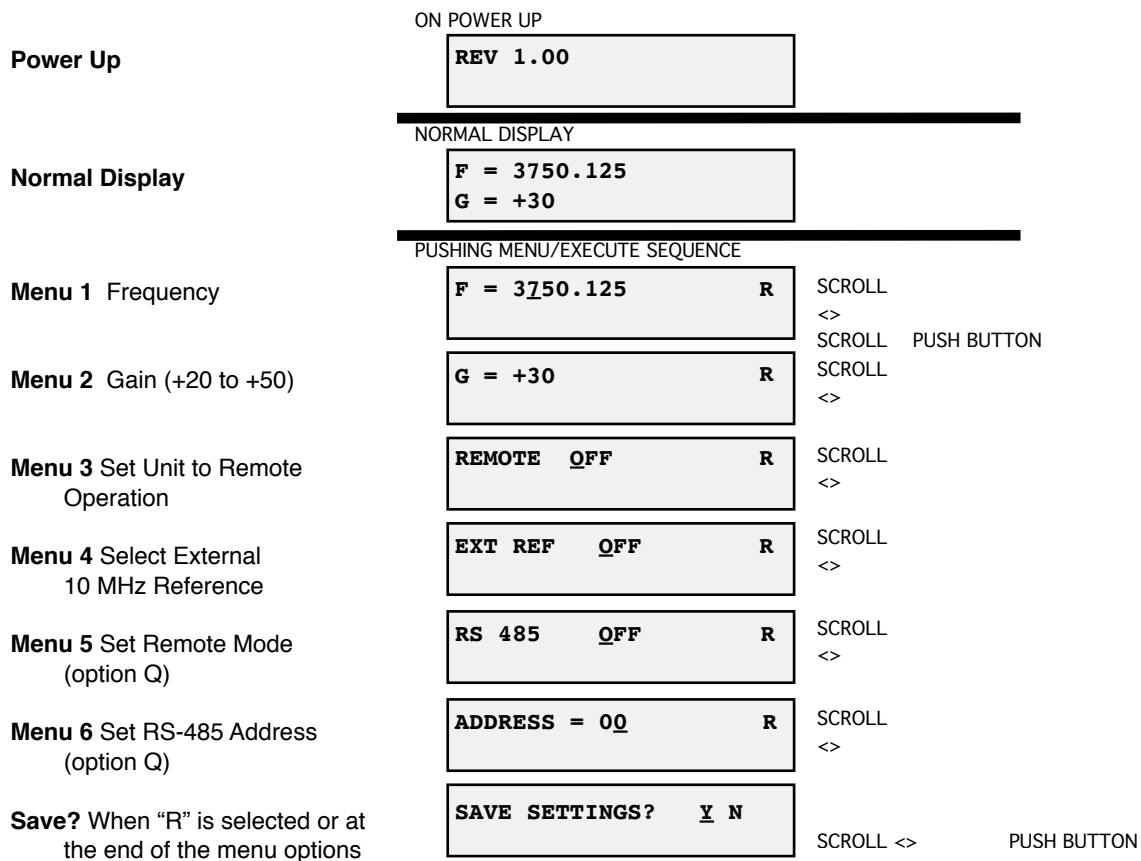 ON POWER UP
Power Up
REV 1.00
NORMAL DISPLAY
Normal Display
F = 3750.125
G = +30
PUSHING MENU/EXECUTE SEQUENCE
Menu 1 Frequency
F = 3750.125 R
SCROLL
<>
SCROLL PUSH BUTTON
Menu 2 Gain (+20 to +50)
G = +30 R
SCROLL
<>
Menu 3 Set Unit to Remote
Operation
REMOTE OFF R
SCROLL
<>
Menu 4 Select External
10 MHz Reference
EXT REF OFF R
SCROLL
<>
Menu 5 Set Remote Mode
(option Q)
RS 485 OFF R
SCROLL
<>
Menu 6 Set RS-485 Address
(option Q)
ADDRESS = 00 R
SCROLL
<>
Save? When “R” is selected or at
the end of the menu options
SAVE SETTINGS? Y N
SCROLL <> PUSH BUTTON